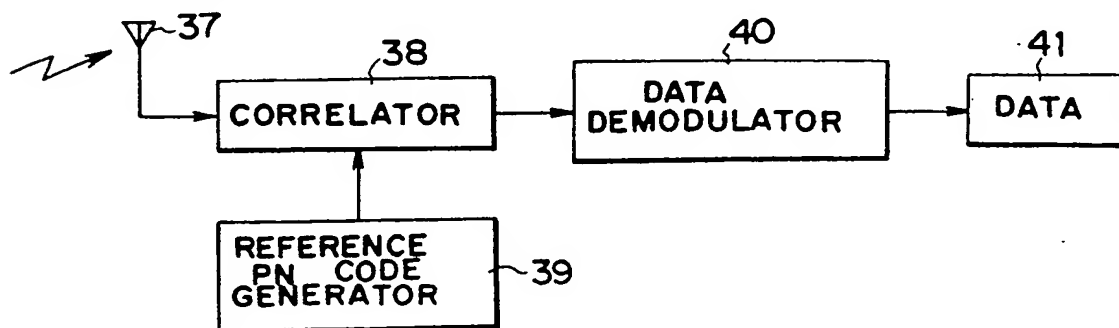 37
38
CORRELATOR
40
DATA
DEMODULATOR
41
DATA
REFERENCE
PN CODE
GENERATOR
39